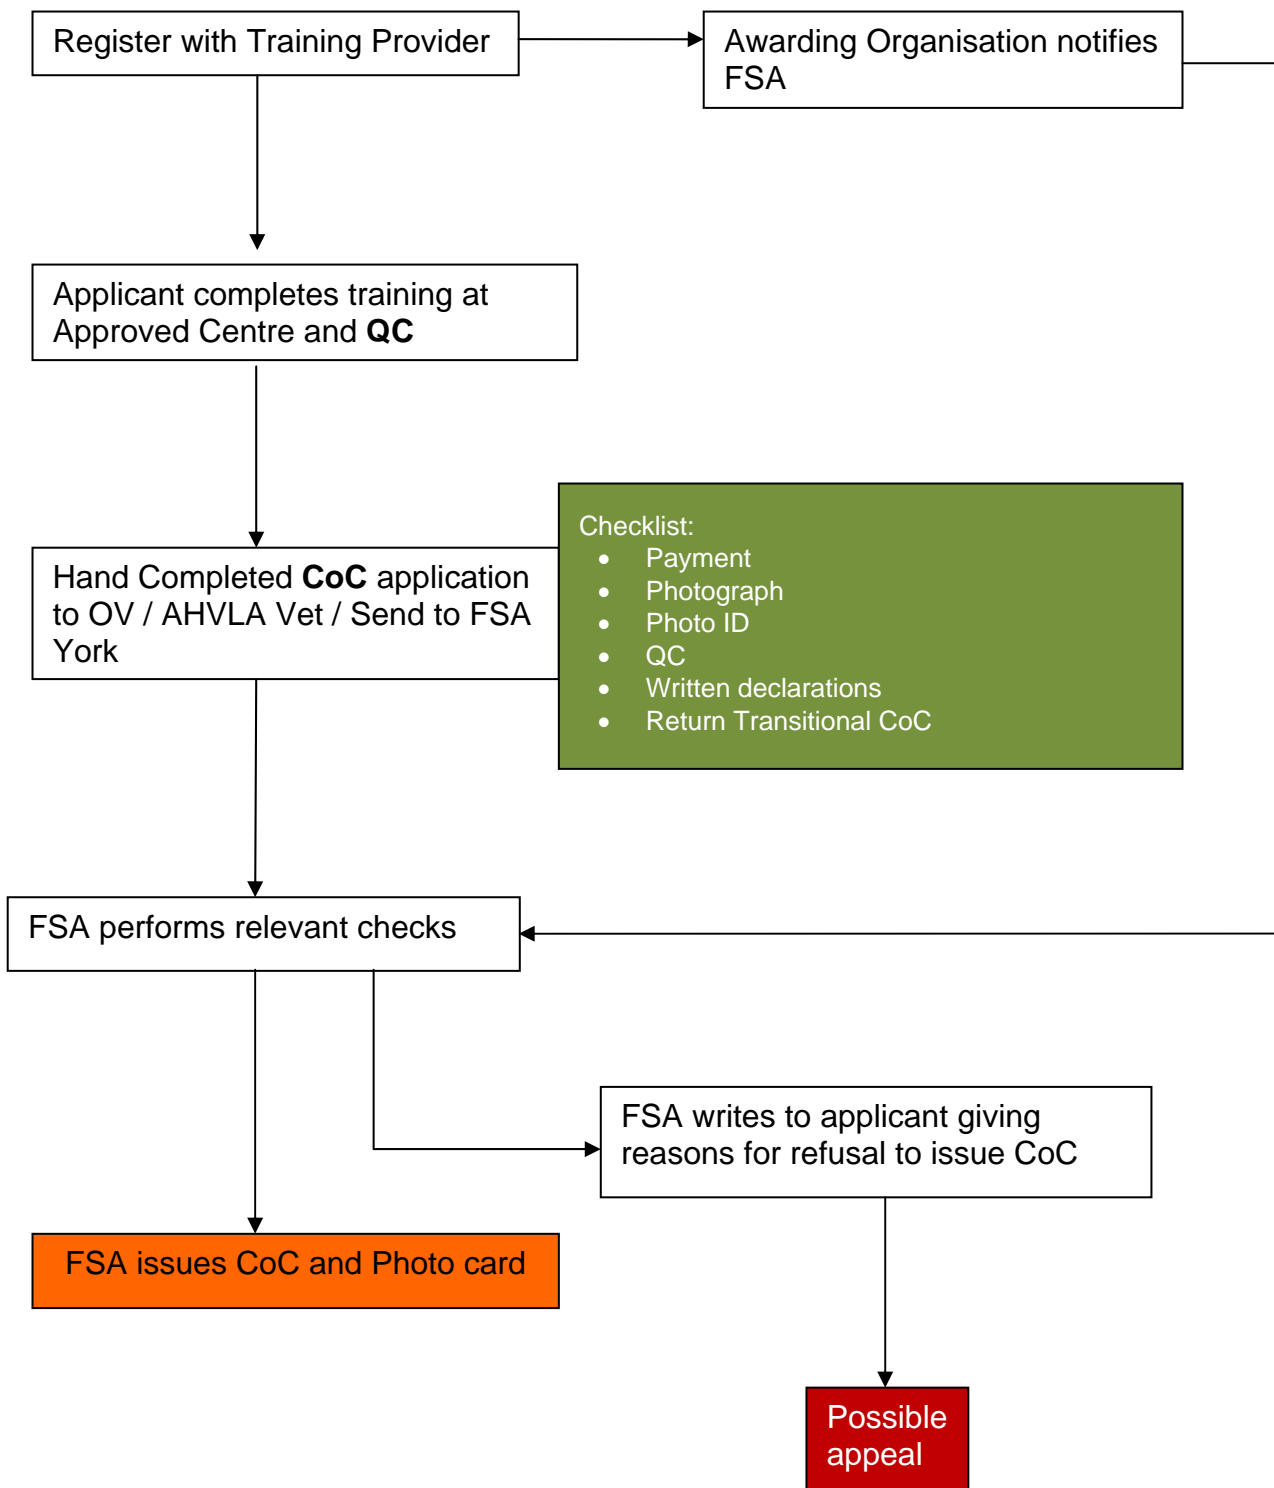 Register with Training Provider
Awarding Organisation notifies
FSA
Applicant completes training at
Approved Centre and QC
Hand Completed CoC application
to OV / AHVLA Vet / Send to FSA
York
Checklist:
• Payment
• Photograph
• Photo ID
• QC
• Written declarations
• Return Transitional CoC
FSA performs relevant checks
FSA writes to applicant giving
reasons for refusal to issue CoC
FSA issues CoC and Photo card
Possible
appeal